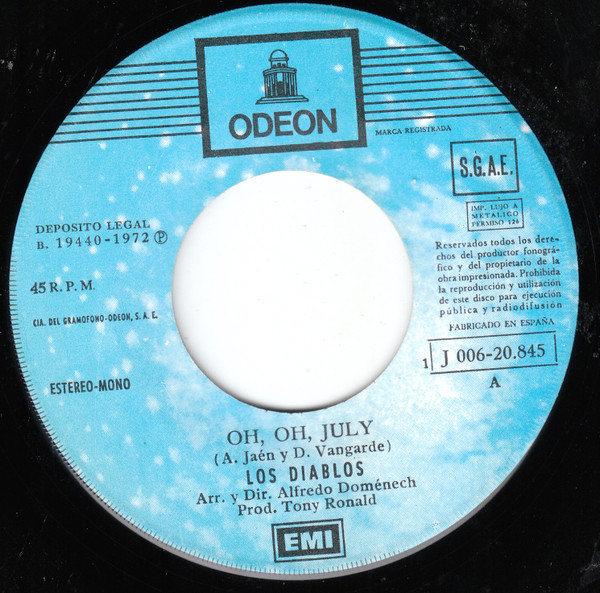 ODEON
MARCA REGISTRADA
S.G.A.E.
IMP. LUJO A
METALICO
PERMISO 126
DEPOSITO LEGAL
B. 19440-1972 Ⓟ
45 R. P. M.
CIA. DEL GRAMOFONO-ODEON, S. A. E.
ESTEREO-MONO
Reservados todos los dere-
chos del productor fonográ-
fico y del propietario de la
obra impresionada. Prohibida
la reproducción y utilización
de este disco para ejecución
pública y radiodifusión
FABRICADO EN ESPAÑA
1 J 006-20.845
A
OH, OH, JULY
(A. Jaén y D. Vangarde)
LOS DIABLOS
Arr. y Dir. Alfredo Doménech
Prod. Tony Ronald
EMI